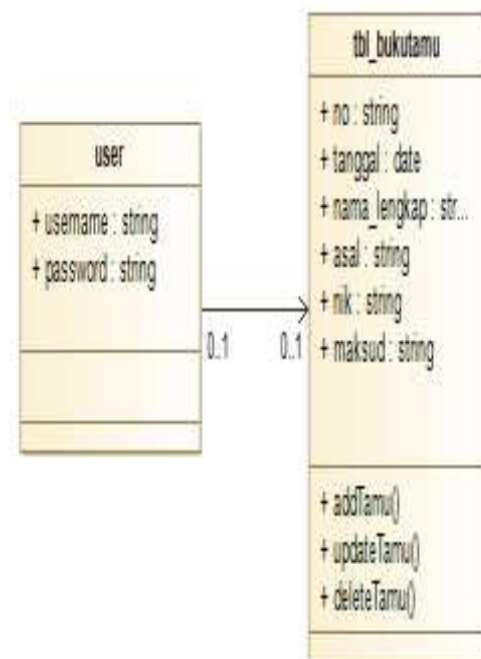 user
+ username : string
+ password : string
0..1
0..1
tbl_bukutamu
+ no : string
+ tanggal : date
+ nama_lengkap : str...
+ asal : string
+ nik : string
+ maksud : string
+ addTamu()
+ updateTamu()
+ deleteTamu()